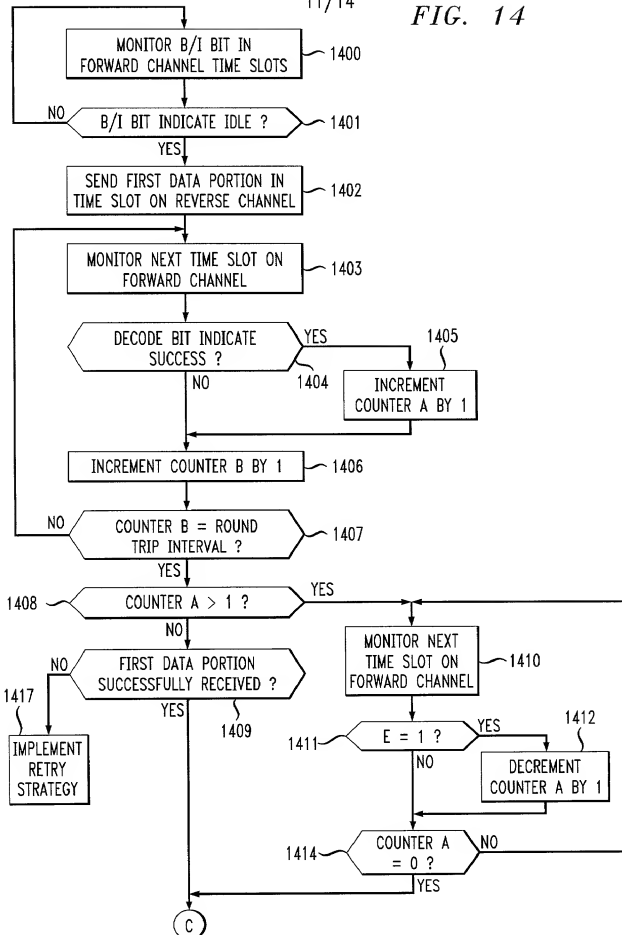 11/14
FIG. 14
MONITOR B/I BIT IN
FORWARD CHANNEL TIME SLOTS
1400
NO
B/I BIT INDICATE IDLE ?
1401
YES
SEND FIRST DATA PORTION IN
TIME SLOT ON REVERSE CHANNEL
1402
MONITOR NEXT TIME SLOT ON
FORWARD CHANNEL
1403
DECODE BIT INDICATE
SUCCESS ?
YES
1404
NO
1405
INCREMENT
COUNTER A BY 1
INCREMENT COUNTER B BY 1
1406
NO
COUNTER B = ROUND
TRIP INTERVAL ?
1407
YES
1408
COUNTER A > 1 ?
YES
NO
MONITOR NEXT
TIME SLOT ON
FORWARD CHANNEL
1410
NO
FIRST DATA PORTION
SUCCESSFULLY RECEIVED ?
1409
YES
1417
IMPLEMENT
RETRY
STRATEGY
1411
E = 1 ?
YES
NO
1412
DECREMENT
COUNTER A BY 1
1414
COUNTER A
= 0 ?
NO
YES
C